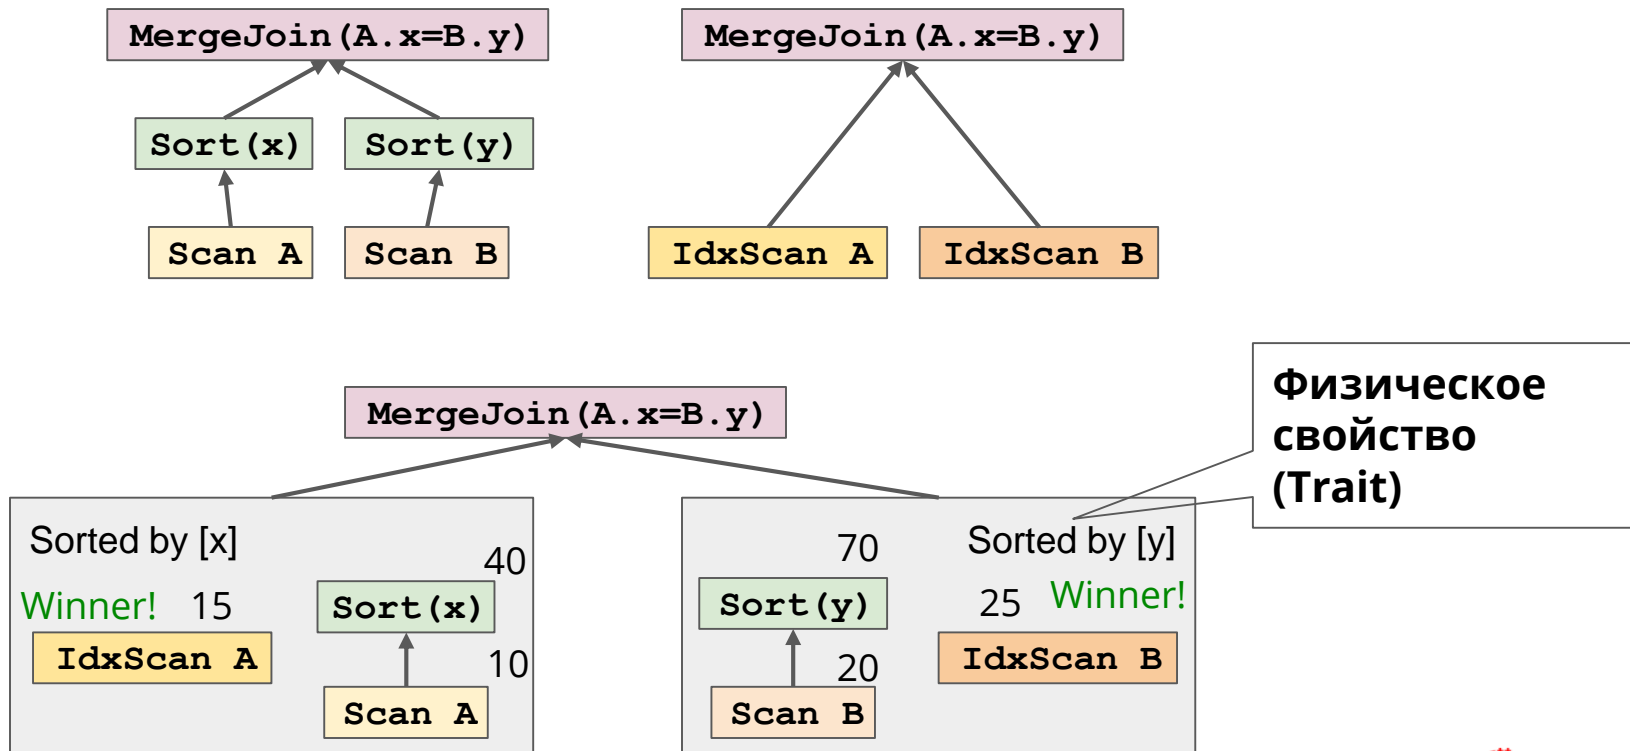 MergeJoin(A.x=B.y)
MergeJoin(A.x=B.y)
Sort(x)
Sort(y)
Scan A
Scan B
IdxScan A
IdxScan B
MergeJoin(A.x=B.y)
Физическое
свойство
(Trait)
Sorted by [x]
40
Winner!
15
Sort(x)
IdxScan A
10
Scan A
70
Sorted by [y]
Sort(y)
25
Winner!
20
IdxScan B
Scan B